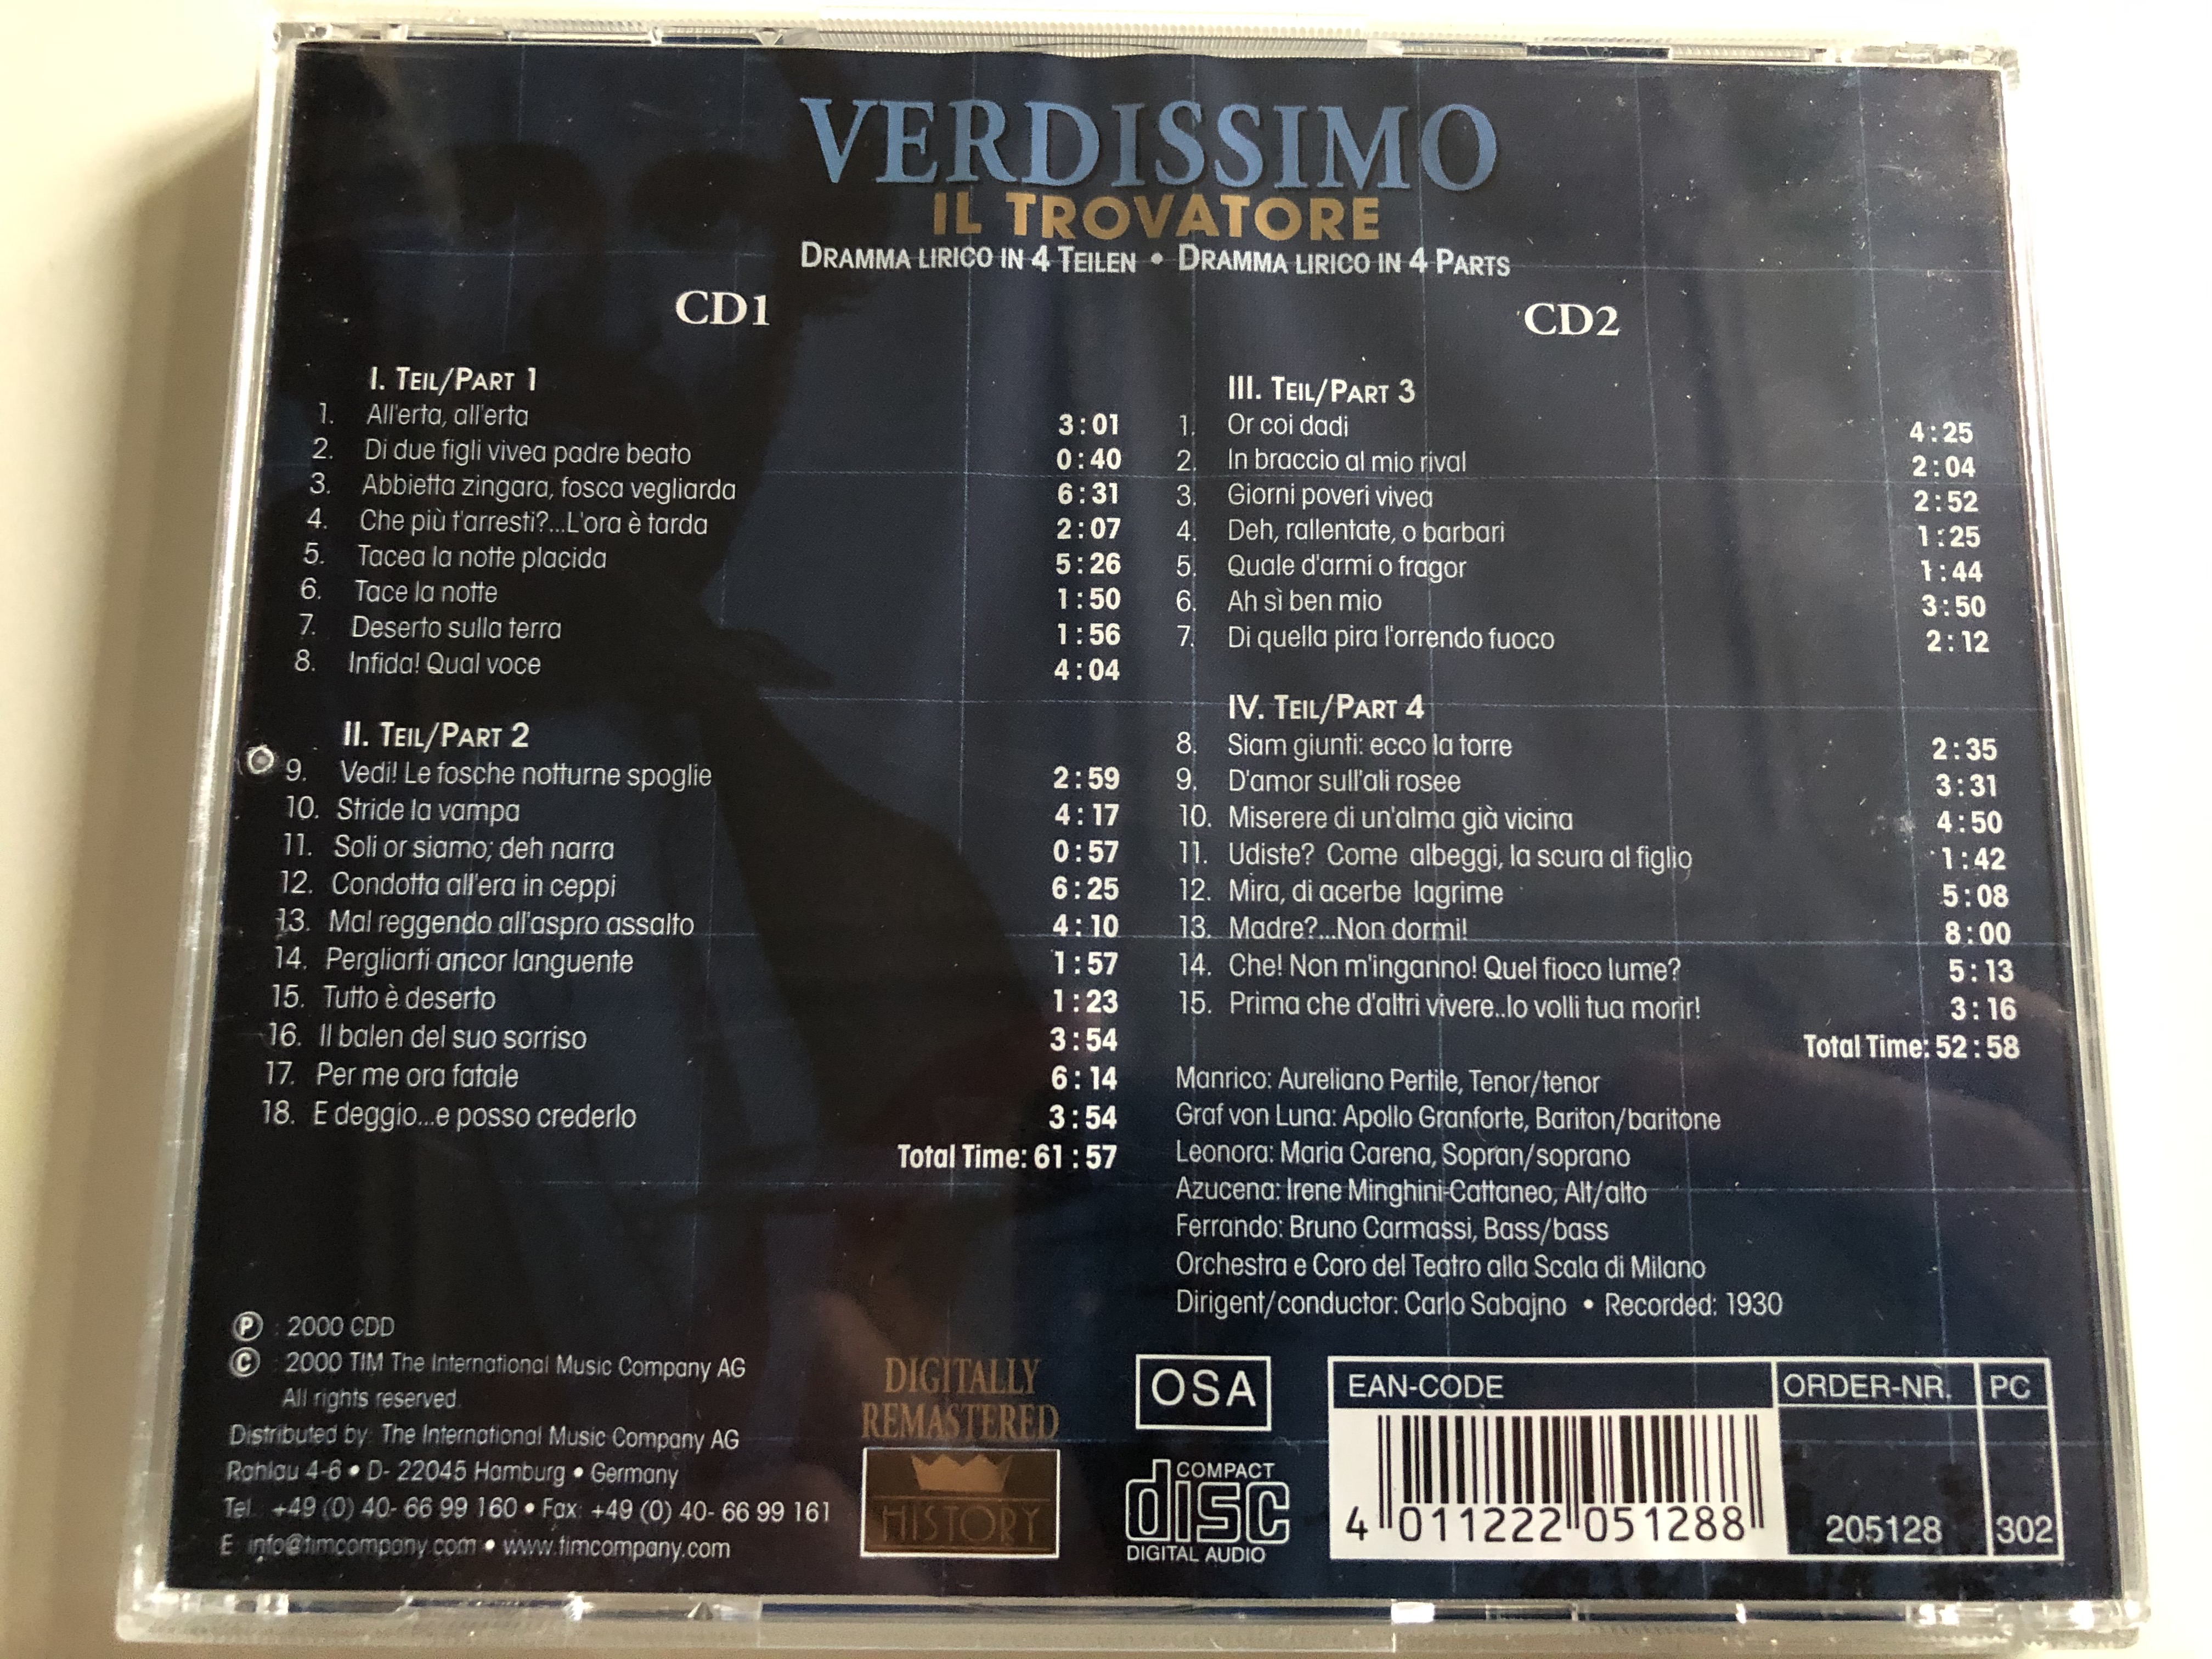 VERDISSIMO
IL TROVATORE
DRAMMA LIRICO IN 4 TEILEN • DRAMMA LIRICO IN 4 PARTS
CD1
I. TEIL/PART 1
1. All'erta, all'erta 3:01
2. Di due figli vivea padre beato 0:40
3. Abbietta zingara, fosca vegliarda 6:31
4. Che più t'arresti?...L'ora è tarda 2:07
5. Tacea la notte placida 5:26
6. Tace la notte 1:50
7. Deserto sulla terra 1:56
8. Infida! Qual voce 4:04
II. TEIL/PART 2
9. Vedi! Le fosche notturne spoglie 2:59
10. Stride la vampa 4:17
11. Soli or siamo; deh narra 0:57
12. Condotta all'era in ceppi 6:25
13. Mal reggendo all'aspro assalto 4:10
14. Pergliarti ancor languente 1:57
15. Tutto è deserto 1:23
16. Il balen del suo sorriso 3:54
17. Per me ora fatale 6:14
18. E deggio...e posso crederlo 3:54
Total Time: 61:57
CD2
III. TEIL/PART 3
1. Or coi dadi 4:25
2. In braccio al mio rival 2:04
3. Giorni poveri vivea 2:52
4. Deh, rallentate, o barbari 1:25
5. Quale d'armi o fragor 1:44
6. Ah sì ben mio 3:50
7. Di quella pira l'orrendo fuoco 2:12
IV. TEIL/PART 4
8. Siam giunti: ecco la torre 2:35
9. D'amor sull'ali rosee 3:31
10. Miserere di un'alma già vicina 4:50
11. Udiste? Come albeggi, la scura al figlio 1:42
12. Mira, di acerbe lagrime 5:08
13. Madre?...Non dormi! 8:00
14. Che! Non m'inganno! Quel fioco lume? 5:13
15. Prima che d'altri vivere..Io volli tua morir! 3:16
Total Time: 52:58
Manrico: Aureliano Pertile, Tenor/tenor
Graf von Luna: Apollo Granforte, Bariton/baritone
Leonora: Maria Carena, Sopran/soprano
Azucena: Irene Minghini-Cattaneo, Alt/alto
Ferrando: Bruno Carmassi, Bass/bass
Orchestra e Coro del Teatro alla Scala di Milano
Dirigent/conductor: Carlo Sabajno • Recorded: 1930
Ⓟ : 2000 CDD
© : 2000 TIM The International Music Company AG
All rights reserved.
Distributed by: The International Music Company AG
Rahlau 4-6 • D- 22045 Hamburg • Germany
Tel.: +49 (0) 40- 66 99 160 • Fax: +49 (0) 40- 66 99 161
E: info@timcompany.com • www.timcompany.com
DIGITALLY
REMASTERED
HISTORY
OSA
COMPACT
disc
DIGITAL AUDIO
EAN-CODE
4 011222 051288
ORDER-NR.
205128
PC
302